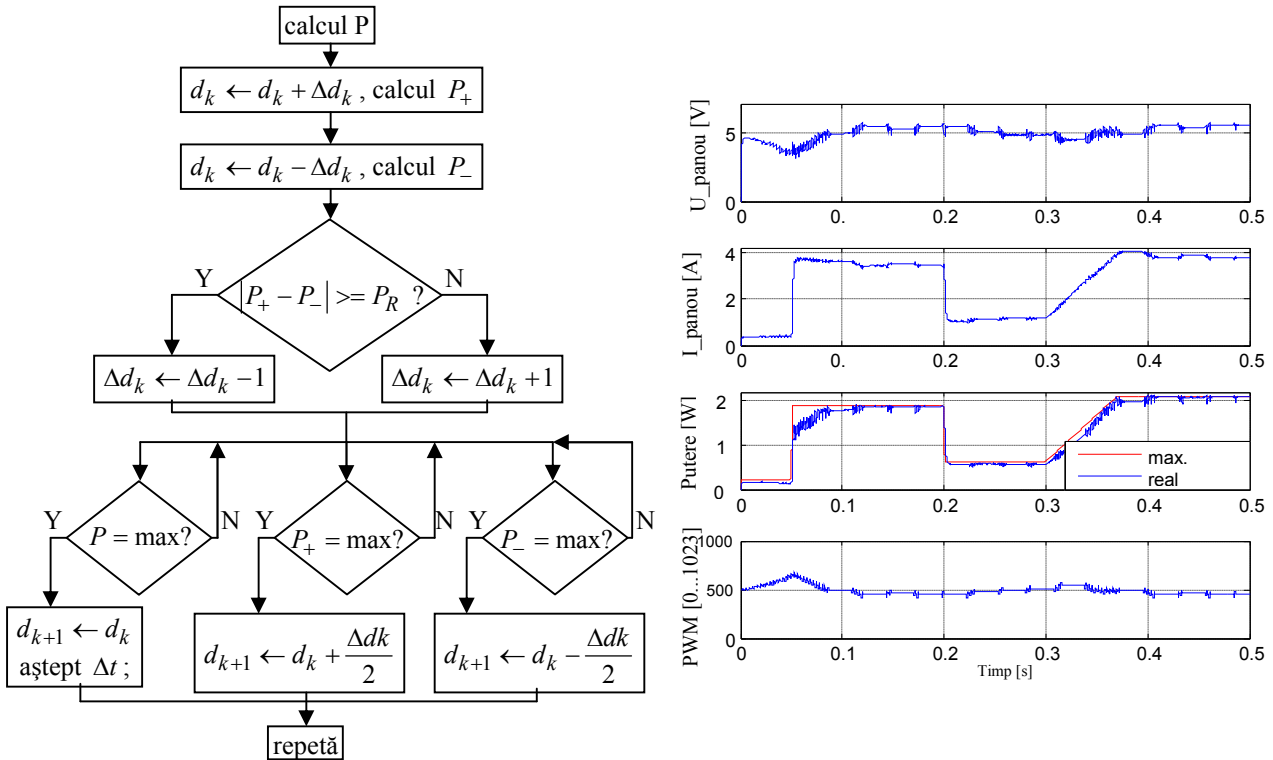 calcul P
d_k ← d_k + Δd_k , calcul P_+
d_k ← d_k − Δd_k , calcul P_−
Y
N
|P_+ − P_−| >= P_R ?
Δd_k ← Δd_k − 1
Δd_k ← Δd_k + 1
Y
P = max?
N
Y
P_+ = max?
N
Y
P_− = max?
N
d_{k+1} ← d_k
aştept Δt ;
d_{k+1} ← d_k + Δdk/2
d_{k+1} ← d_k − Δdk/2
repetă
U_panou [V]
5
0
0 0. 0.2 0.3 0.4 0.5
I_panou [A]
4
2
0
0 0.1 0.2 0.3 0.4 0.5
Putere [W]
2
1
0
max.
real
0 0.1 0.2 0.3 0.4 0.5
PWM [0...1023]
1000
500
0
0 0.1 0.2 0.3 0.4 0.5
Timp [s]